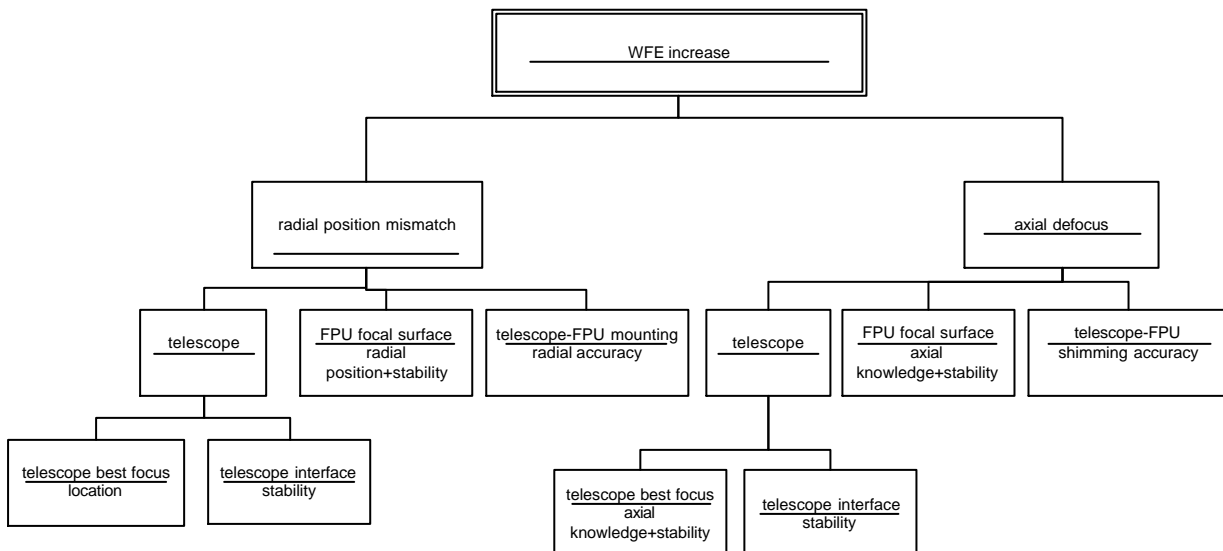 WFE increase
radial position mismatch
axial defocus
telescope
FPU focal surface
radial
position+stability
telescope-FPU mounting
radial accuracy
telescope
FPU focal surface
axial
knowledge+stability
telescope-FPU
shimming accuracy
telescope best focus
location
telescope interface
stability
telescope best focus
axial
knowledge+stability
telescope interface
stability